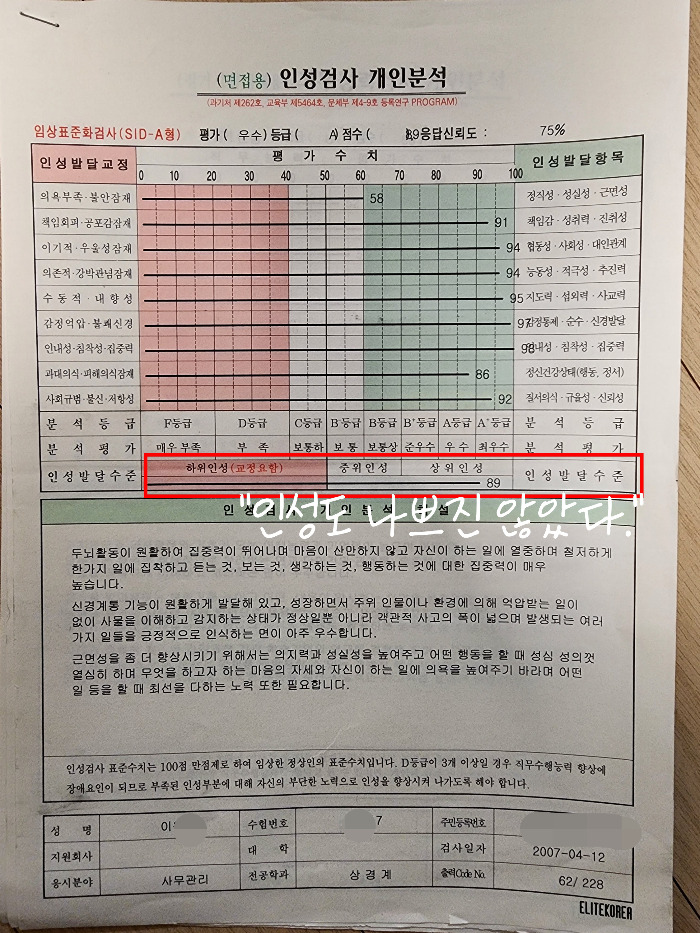 (면접용) 인성검사 개인분석
(과기처 제262호, 교육부 제5464호, 문체부 제4-9호 등록연구 PROGRAM)
임상표준화검사(SID-A형) 평가( 우수) 등급( A) 점수( 89 응답신뢰도 : 75%
인성발달교정 평가수치 인성발달항목
0 10 20 30 40 50 60 70 80 90 100
의욕부족·불안잠재 58 정직성·성실성·근면성
책임회피·공포감잠재 91 책임감·성취력·진취성
이기적·우울성잠재 94 협동성·사회성·대인관계
의존적·강박관념잠재 94 능동성·적극성·추진력
수동적·내향성 95 지도력·섭외력·사교력
감정억압·불쾌신경 97 감정통제·순수·신경발달
인내성·침착성·집중력 98 인내성·침착성·집중력
과대의식·피해의식잠재 86 정신건강상태(행동, 정서)
사회규범·불신·저항성 92 질서의식·규율성·신뢰성
분석등급 F등급 D등급 C등급 B⁻등급 B등급 B⁺등급 A등급 A⁺등급 분석등급
분석평가 매우부족 부족 보통하 보통 보통상 준우수 우수 최우수 분석평가
인성발달수준 하위인성(교정요함) 중위인성 상위인성 인성발달수준
89
"인성도 나쁘진 않았다."
인성검사 개인분석 해설
두뇌활동이 원활하여 집중력이 뛰어나며 마음이 산만하지 않고 자신이 하는 일에 열중하며 철저하게
한가지 일에 집착하고 듣는 것, 보는 것, 생각하는 것, 행동하는 것에 대한 집중력이 매우
높습니다.
신경계통 기능이 원활하게 발달해 있고, 성장하면서 주위 인물이나 환경에 의해 억압받는 일이
없이 사물을 이해하고 감지하는 상태가 정상일뿐 아니라 객관적 사고의 폭이 넓으며 발생되는 여러
가지 일들을 긍정적으로 인식하는 면이 아주 우수합니다.
근면성을 좀 더 향상시키기 위해서는 의지력과 성실성을 높여주고 어떤 행동을 할 때 성심 성의껏
열심히 하며 무엇을 하고자 하는 마음의 자세와 자신이 하는 일에 의욕을 높여주기 바라며 어떤
일 등을 할 때 최선을 다하는 노력 또한 필요합니다.
인성검사 표준수치는 100점 만점제로 하여 임상한 정상인의 표준수치입니다. D등급이 3개 이상일 경우 직무수행능력 향상에
장애요인이 되므로 부족된 인성부분에 대해 자신의 부단한 노력으로 인성을 향상시켜 나가도록 해야 합니다.
성명 이 수험번호 7 주민등록번호
지원회사 대학 검사일자 2007-04-12
응시분야 사무관리 전공학과 상경계 출력Code No. 62/ 228
ELITEKOREA